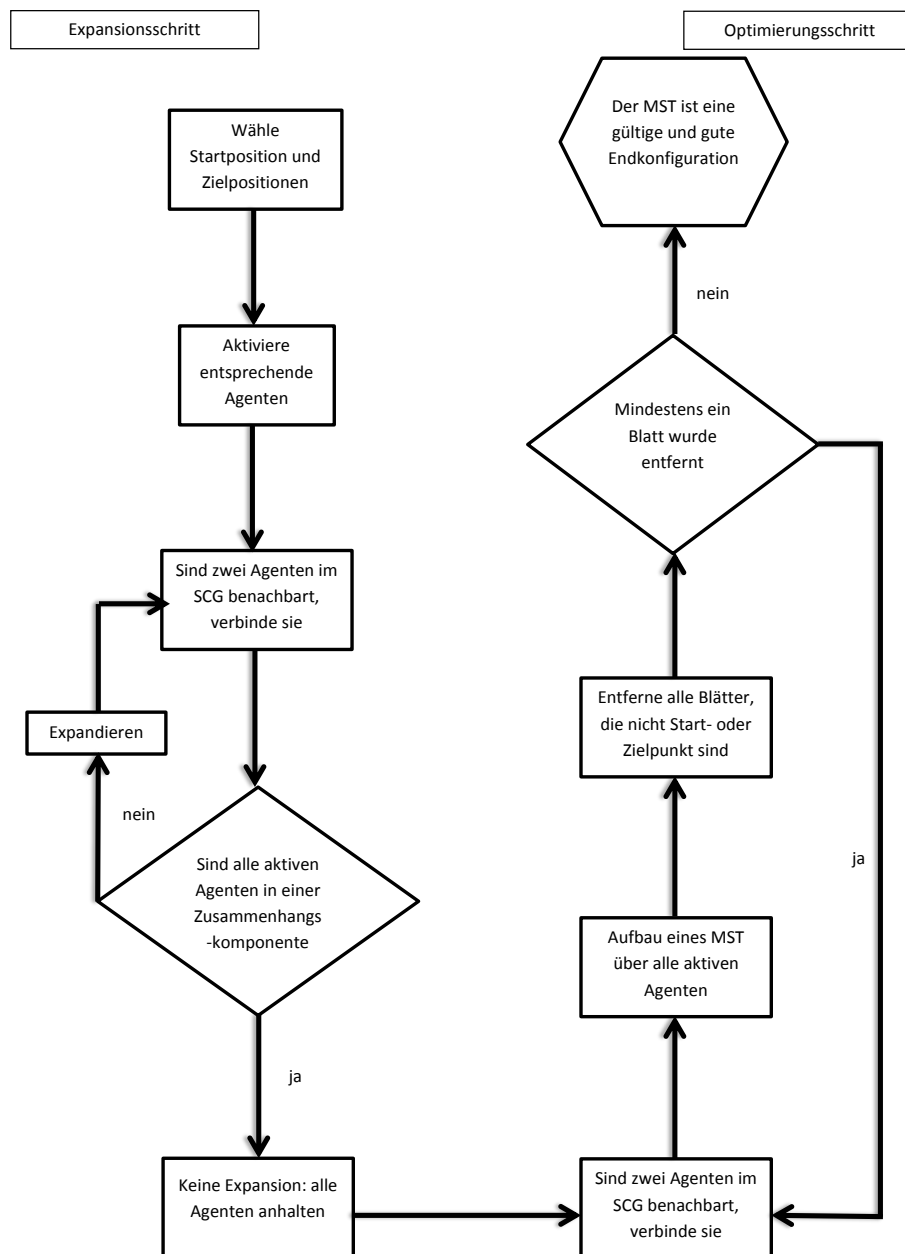 Expansionsschritt
Optimierungsschritt
Wähle
Startposition und
Zielpositionen
Aktiviere
entsprechende
Agenten
Sind zwei Agenten im
SCG benachbart,
verbinde sie
Expandieren
nein
Sind alle aktiven
Agenten in einer
Zusammenhangs
-komponente
ja
Keine Expansion: alle
Agenten anhalten
Der MST ist eine
gültige und gute
Endkonfiguration
nein
Mindestens ein
Blatt wurde
entfernt
Entferne alle Blätter,
die nicht Start- oder
Zielpunkt sind
ja
Aufbau eines MST
über alle aktiven
Agenten
Sind zwei Agenten im
SCG benachbart,
verbinde sie